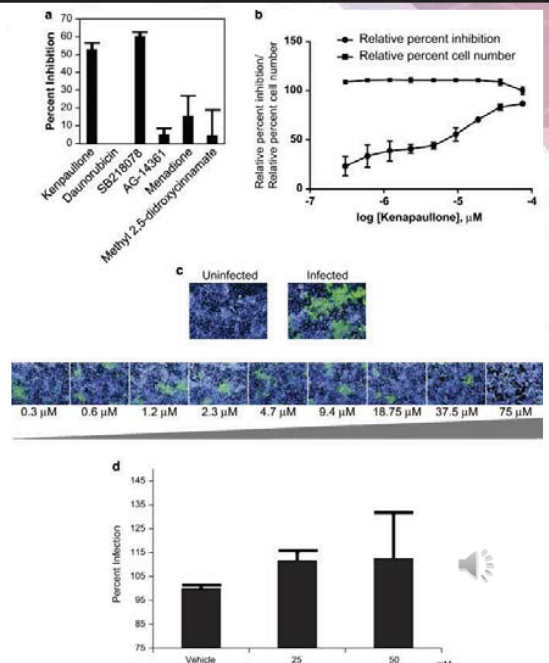 a
Percent Inhibition
70
60
50
40
30
20
10
0
Kenpaullone
Daunorubicin
SB218078
AG-14361
Menadione
Methyl 2,5-didroxycinnamate
b
Relative percent inhibtion
Relative percent cell number
Relative percent inhibtion/
Relative percent cell number
150
100
50
0
-7
-6
-5
-4
log [Kenapaullone], μM
c
Uninfected
Infected
0.3 μM
0.6 μM
1.2 μM
2.3 μM
4.7 μM
9.4 μM
18.75 μM
37.5 μM
75 μM
d
Percent Infection
145
135
125
115
105
95
85
75
Vehicle
25
50